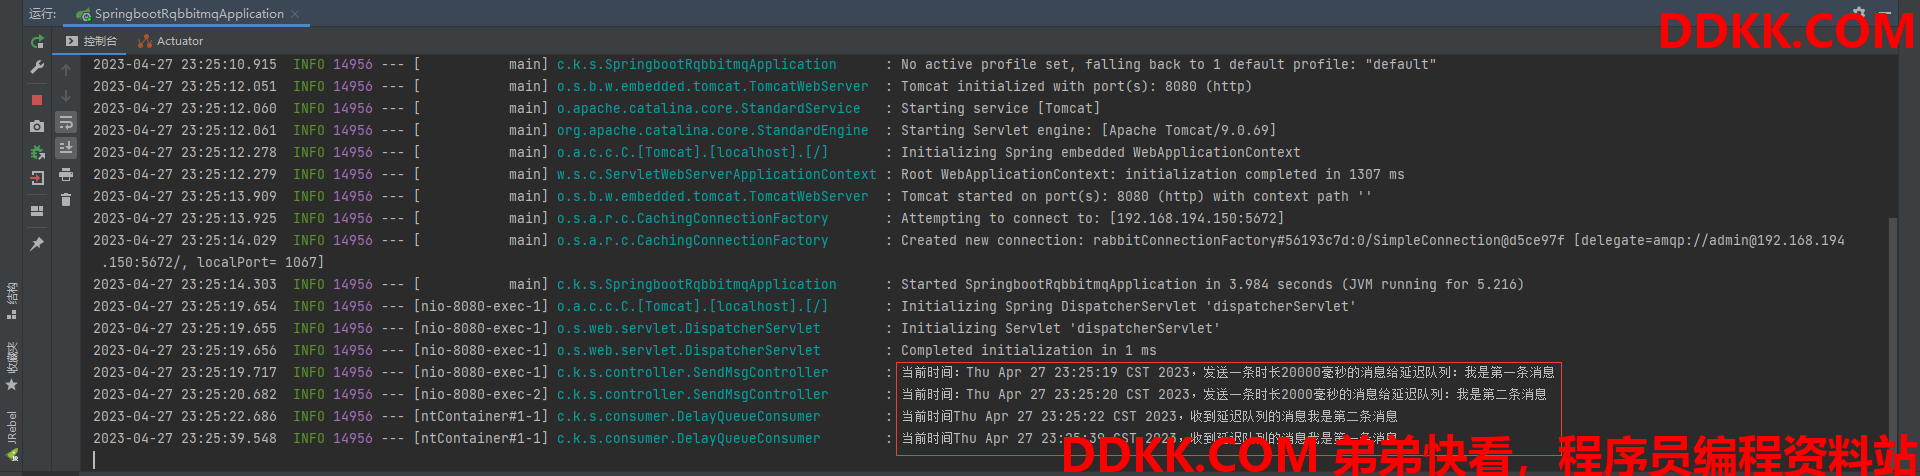 运行: SpringbootRqbbitmqApplication ×
DDKK.COM
控制台 Actuator
2023-04-27 23:25:10.915  INFO 14956 --- [           main] c.k.s.SpringbootRqbbitmqApplication      : No active profile set, falling back to 1 default profile: "default"
2023-04-27 23:25:12.051  INFO 14956 --- [           main] o.s.b.w.embedded.tomcat.TomcatWebServer  : Tomcat initialized with port(s): 8080 (http)
2023-04-27 23:25:12.060  INFO 14956 --- [           main] o.apache.catalina.core.StandardService   : Starting service [Tomcat]
2023-04-27 23:25:12.061  INFO 14956 --- [           main] org.apache.catalina.core.StandardEngine  : Starting Servlet engine: [Apache Tomcat/9.0.69]
2023-04-27 23:25:12.278  INFO 14956 --- [           main] o.a.c.c.C.[Tomcat].[localhost].[/]       : Initializing Spring embedded WebApplicationContext
2023-04-27 23:25:12.279  INFO 14956 --- [           main] w.s.c.ServletWebServerApplicationContext : Root WebApplicationContext: initialization completed in 1307 ms
2023-04-27 23:25:13.909  INFO 14956 --- [           main] o.s.b.w.embedded.tomcat.TomcatWebServer  : Tomcat started on port(s): 8080 (http) with context path ''
2023-04-27 23:25:13.925  INFO 14956 --- [           main] o.s.a.r.c.CachingConnectionFactory       : Attempting to connect to: [192.168.194.150:5672]
2023-04-27 23:25:14.029  INFO 14956 --- [           main] o.s.a.r.c.CachingConnectionFactory       : Created new connection: rabbitConnectionFactory#56193c7d:0/SimpleConnection@d5ce97f [delegate=amqp://admin@192.168.194
.150:5672/, localPort= 1067]
2023-04-27 23:25:14.303  INFO 14956 --- [           main] c.k.s.SpringbootRqbbitmqApplication      : Started SpringbootRqbbitmqApplication in 3.984 seconds (JVM running for 5.216)
2023-04-27 23:25:19.654  INFO 14956 --- [nio-8080-exec-1] o.a.c.c.C.[Tomcat].[localhost].[/]       : Initializing Spring DispatcherServlet 'dispatcherServlet'
2023-04-27 23:25:19.655  INFO 14956 --- [nio-8080-exec-1] o.s.web.servlet.DispatcherServlet        : Initializing Servlet 'dispatcherServlet'
2023-04-27 23:25:19.656  INFO 14956 --- [nio-8080-exec-1] o.s.web.servlet.DispatcherServlet        : Completed initialization in 1 ms
2023-04-27 23:25:19.717  INFO 14956 --- [nio-8080-exec-1] c.k.s.controller.SendMsgController       : 当前时间：Thu Apr 27 23:25:19 CST 2023，发送一条时长20000毫秒的消息给延迟队列：我是第一条消息
2023-04-27 23:25:20.682  INFO 14956 --- [nio-8080-exec-2] c.k.s.controller.SendMsgController       : 当前时间：Thu Apr 27 23:25:20 CST 2023，发送一条时长2000毫秒的消息给延迟队列：我是第二条消息
2023-04-27 23:25:22.686  INFO 14956 --- [ntContainer#1-1] c.k.s.consumer.DelayQueueConsumer        : 当前时间Thu Apr 27 23:25:22 CST 2023，收到延迟队列的消息我是第二条消息
2023-04-27 23:25:39.548  INFO 14956 --- [ntContainer#1-1] c.k.s.consumer.DelayQueueConsumer        : 当前时间Thu Apr 27 23:25:39 CST 2023，收到延迟队列的消息我是第一条消息
DDKK.COM 弟弟快看，程序员编程资料站
结构
收藏夹
JRebel